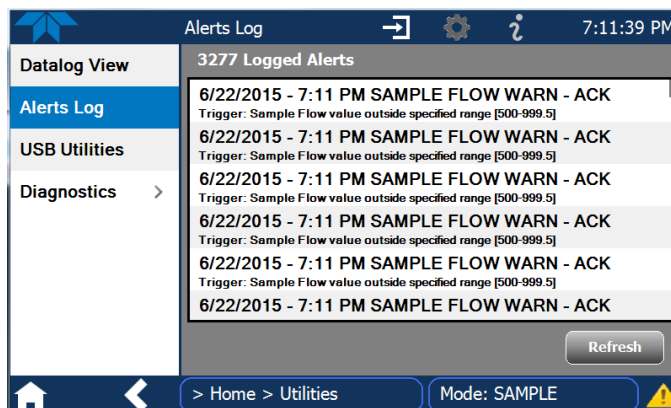 Alerts Log
7:11:39 PM
Datalog View
Alerts Log
USB Utilities
Diagnostics
3277 Logged Alerts
6/22/2015 - 7:11 PM SAMPLE FLOW WARN - ACK
Trigger: Sample Flow value outside specified range [500-999.5]
6/22/2015 - 7:11 PM SAMPLE FLOW WARN - ACK
Trigger: Sample Flow value outside specified range [500-999.5]
6/22/2015 - 7:11 PM SAMPLE FLOW WARN - ACK
Trigger: Sample Flow value outside specified range [500-999.5]
6/22/2015 - 7:11 PM SAMPLE FLOW WARN - ACK
Trigger: Sample Flow value outside specified range [500-999.5]
6/22/2015 - 7:11 PM SAMPLE FLOW WARN - ACK
Trigger: Sample Flow value outside specified range [500-999.5]
6/22/2015 - 7:11 PM SAMPLE FLOW WARN - ACK
Refresh
> Home > Utilities
Mode: SAMPLE